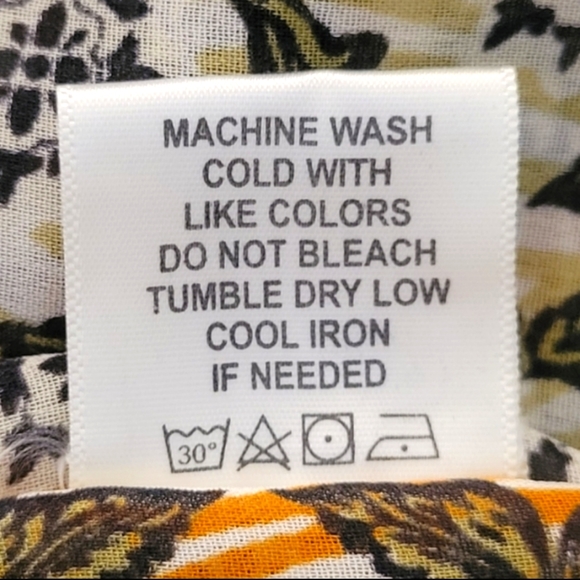 MACHINE WASH
COLD WITH
LIKE COLORS
DO NOT BLEACH
TUMBLE DRY LOW
COOL IRON
IF NEEDED
30°